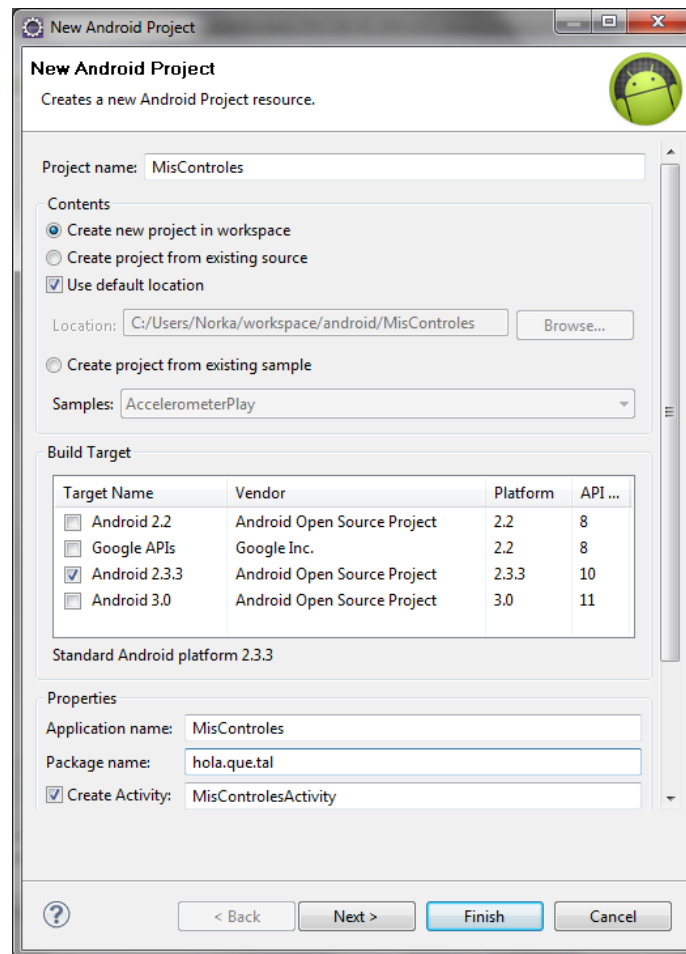 New Android Project
New Android Project
Creates a new Android Project resource.
Project name: MisControles
Contents
Create new project in workspace
Create project from existing source
Use default location
Location: C:/Users/Norka/workspace/android/MisControles Browse...
Create project from existing sample
Samples: AccelerometerPlay
Build Target
Target Name Vendor Platform API ...
Android 2.2 Android Open Source Project 2.2 8
Google APIs Google Inc. 2.2 8
Android 2.3.3 Android Open Source Project 2.3.3 10
Android 3.0 Android Open Source Project 3.0 11
Standard Android platform 2.3.3
Properties
Application name: MisControles
Package name: hola.que.tal
Create Activity: MisControlesActivity
? < Back Next > Finish Cancel